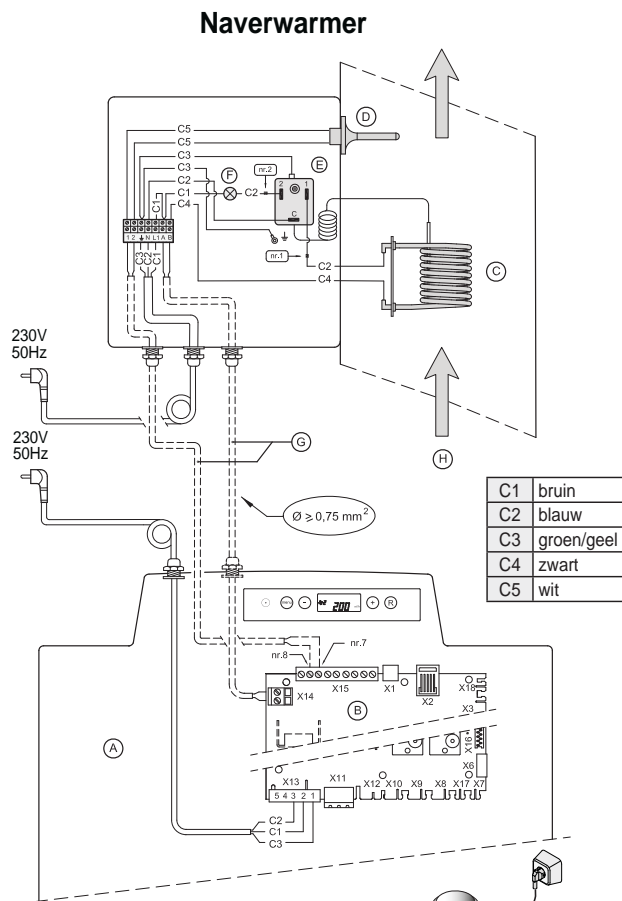 Naverwarmer
D
C5
C5
C3
E
C3
F
nr.2
C2
2
1
C1
C2
C4
C
nr.1
1 2 N L1 A B
C3
C2
C1
C2
C4
C
230V
50Hz
G
230V
50Hz
H
Ø ≥ 0,75 mm²
C1 bruin
C2 blauw
C3 groen/geel
C4 zwart
C5 wit
menu
200
R
nr.8
nr.7
X14
X15
X1
X2
X18
X3
B
A
X16
X6
X13
X11
X12 X10 X9 X8 X17 X7
5 4 3 2 1
C2
C1
C3